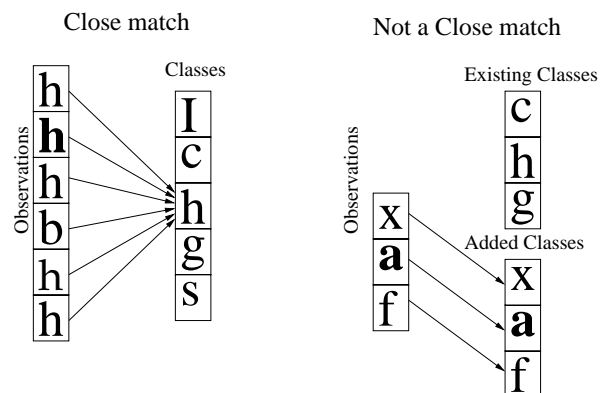 Close match
Classes
Observations
h
h
h
b
h
h
I
c
h
g
s
Not a Close match
Existing Classes
c
h
g
Observations
x
a
f
Added Classes
x
a
f